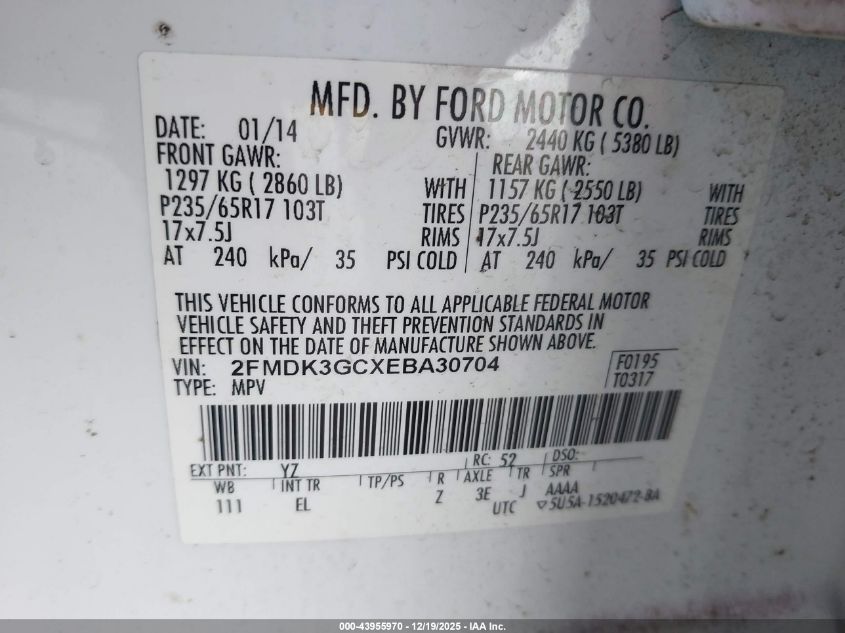 MFD. BY FORD MOTOR CO.
DATE: 01/14 GVWR: 2440 KG ( 5380 LB)
FRONT GAWR: REAR GAWR:
1297 KG ( 2860 LB) WITH 1157 KG ( 2550 LB) WITH
P235/65R17 103T TIRES P235/65R17 103T TIRES
17x7.5J RIMS 17x7.5J RIMS
AT 240 kPa/ 35 PSI COLD AT 240 kPa/ 35 PSI COLD
THIS VEHICLE CONFORMS TO ALL APPLICABLE FEDERAL MOTOR
VEHICLE SAFETY AND THEFT PREVENTION STANDARDS IN
EFFECT ON THE DATE OF MANUFACTURE SHOWN ABOVE.
VIN: 2FMDK3GCXEBA30704 F0195
TYPE: MPV T0317
EXT PNT: YZ RC: 52 DSO:
WB INT TR TP/PS R AXLE TR SPR
111 EL Z 3E J AAAA
UTC ▽5U5A-1520472-BA
000-43955970 - 12/19/2025 - IAA Inc.